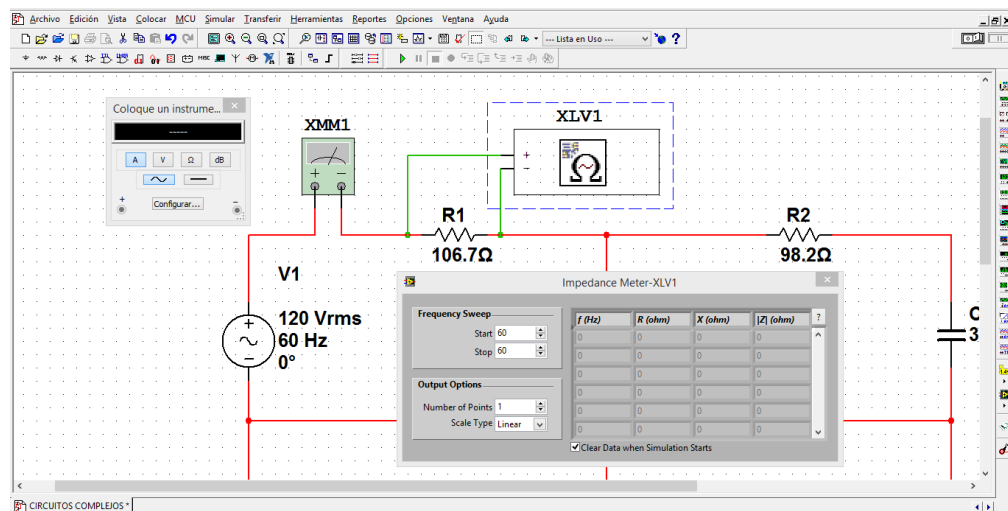 Archivo Edición Vista Colocar MCU Simular Transferir Herramientas Reportes Opciones Ventana Ayuda
--- Lista en Uso ---
Coloque un instrume...
-----
A V Ω dB
Configurar...
+ -
XMM1
+ -
XLV1
+
-
R1
106.7Ω
R2
98.2Ω
V1
120 Vrms
60 Hz
0°
C
3
Impedance Meter-XLV1
Frequency Sweep
Start 60
Stop 60
Output Options
Number of Points 1
Scale Type Linear
f (Hz) R (ohm) X (ohm) |Z| (ohm) ?
0 0 0 0
0 0 0 0
0 0 0 0
0 0 0 0
0 0 0 0
0 0 0 0
Clear Data when Simulation Starts
CIRCUITOS COMPLEJOS *